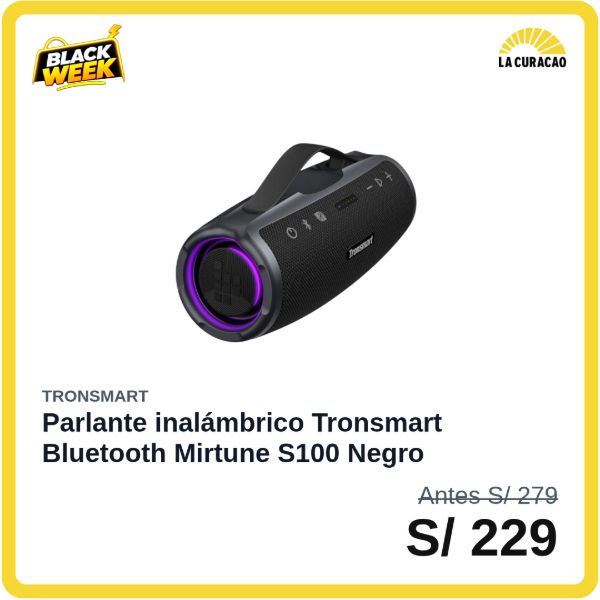 BLACK
WEEK
LA CURACAO
Tronsmart
TRONSMART
Parlante inalámbrico Tronsmart
Bluetooth Mirtune S100 Negro
Antes S/ 279
S/ 229